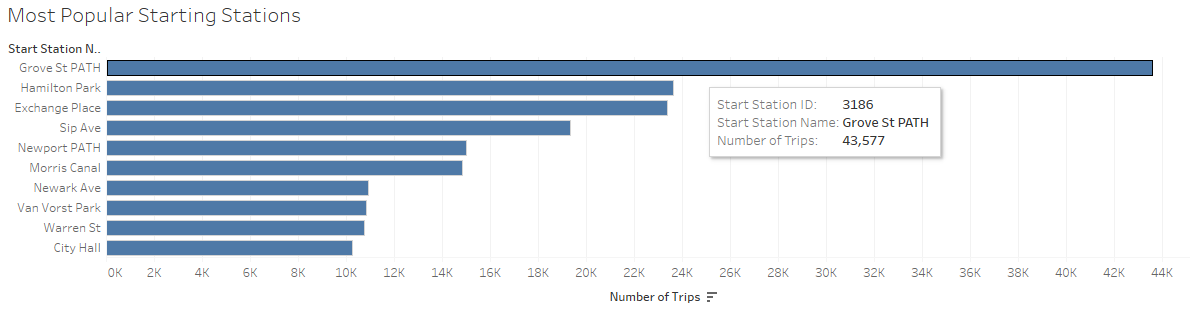 Most Popular Starting Stations
Start Station N..
Grove St PATH
Hamilton Park
Exchange Place
Sip Ave
Newport PATH
Morris Canal
Newark Ave
Van Vorst Park
Warren St
City Hall
Start Station ID: 3186
Start Station Name: Grove St PATH
Number of Trips: 43,577
0K 2K 4K 6K 8K 10K 12K 14K 16K 18K 20K 22K 24K 26K 28K 30K 32K 34K 36K 38K 40K 42K 44K
Number of Trips